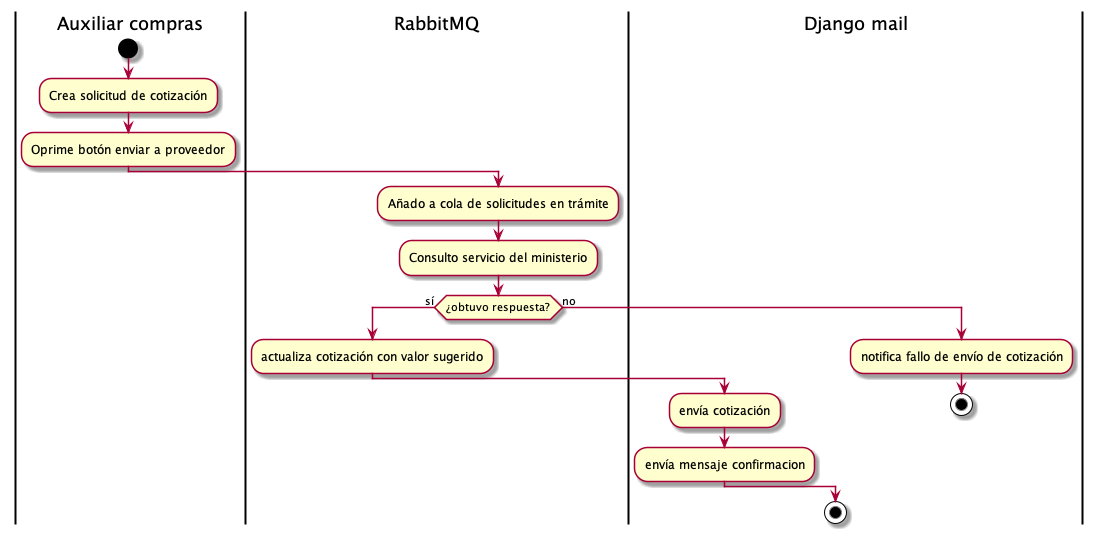 Auxiliar compras
RabbitMQ
Django mail
Crea solicitud de cotización
Oprime botón enviar a proveedor
Añado a cola de solicitudes en trámite
Consulto servicio del ministerio
sí
¿obtuvo respuesta?
no
actualiza cotización con valor sugerido
notifica fallo de envío de cotización
envía cotización
envía mensaje confirmacion